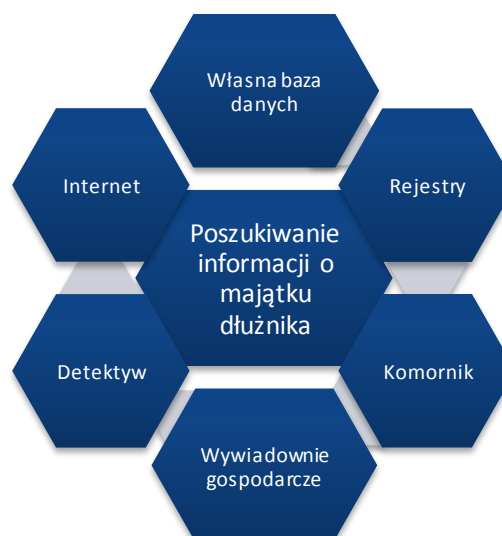 Własna baza
danych
Internet
Rejestry
Poszukiwanie
informacji o
majątku
dłużnika
Detektyw
Komornik
Wywiadownie
gospodarcze